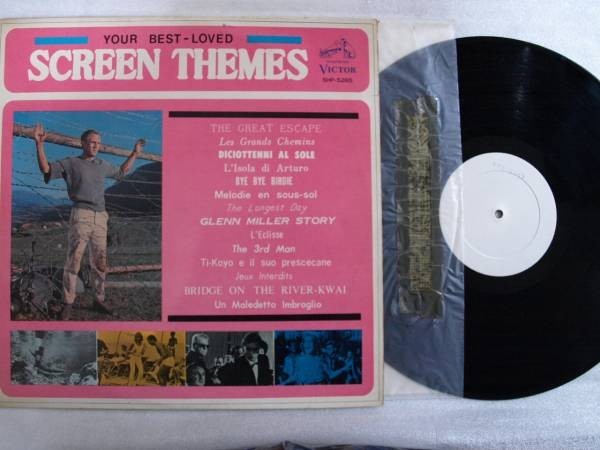 YOUR BEST-LOVED
SCREEN THEMES
VICTOR
SHP-5265
THE GREAT ESCAPE
Les Grands Chemins
DICIOTTENNI AL SOLE
L'Isola di Arturo
BYE BYE BIRDIE
Melodie en sous-sol
The Longest Day
GLENN MILLER STORY
L'Eclisse
The 3rd Man
Ti-Koyo e il suo prescecane
Jeux Interdits
BRIDGE ON THE RIVER-KWAI
Un Maledetto Imbroglio